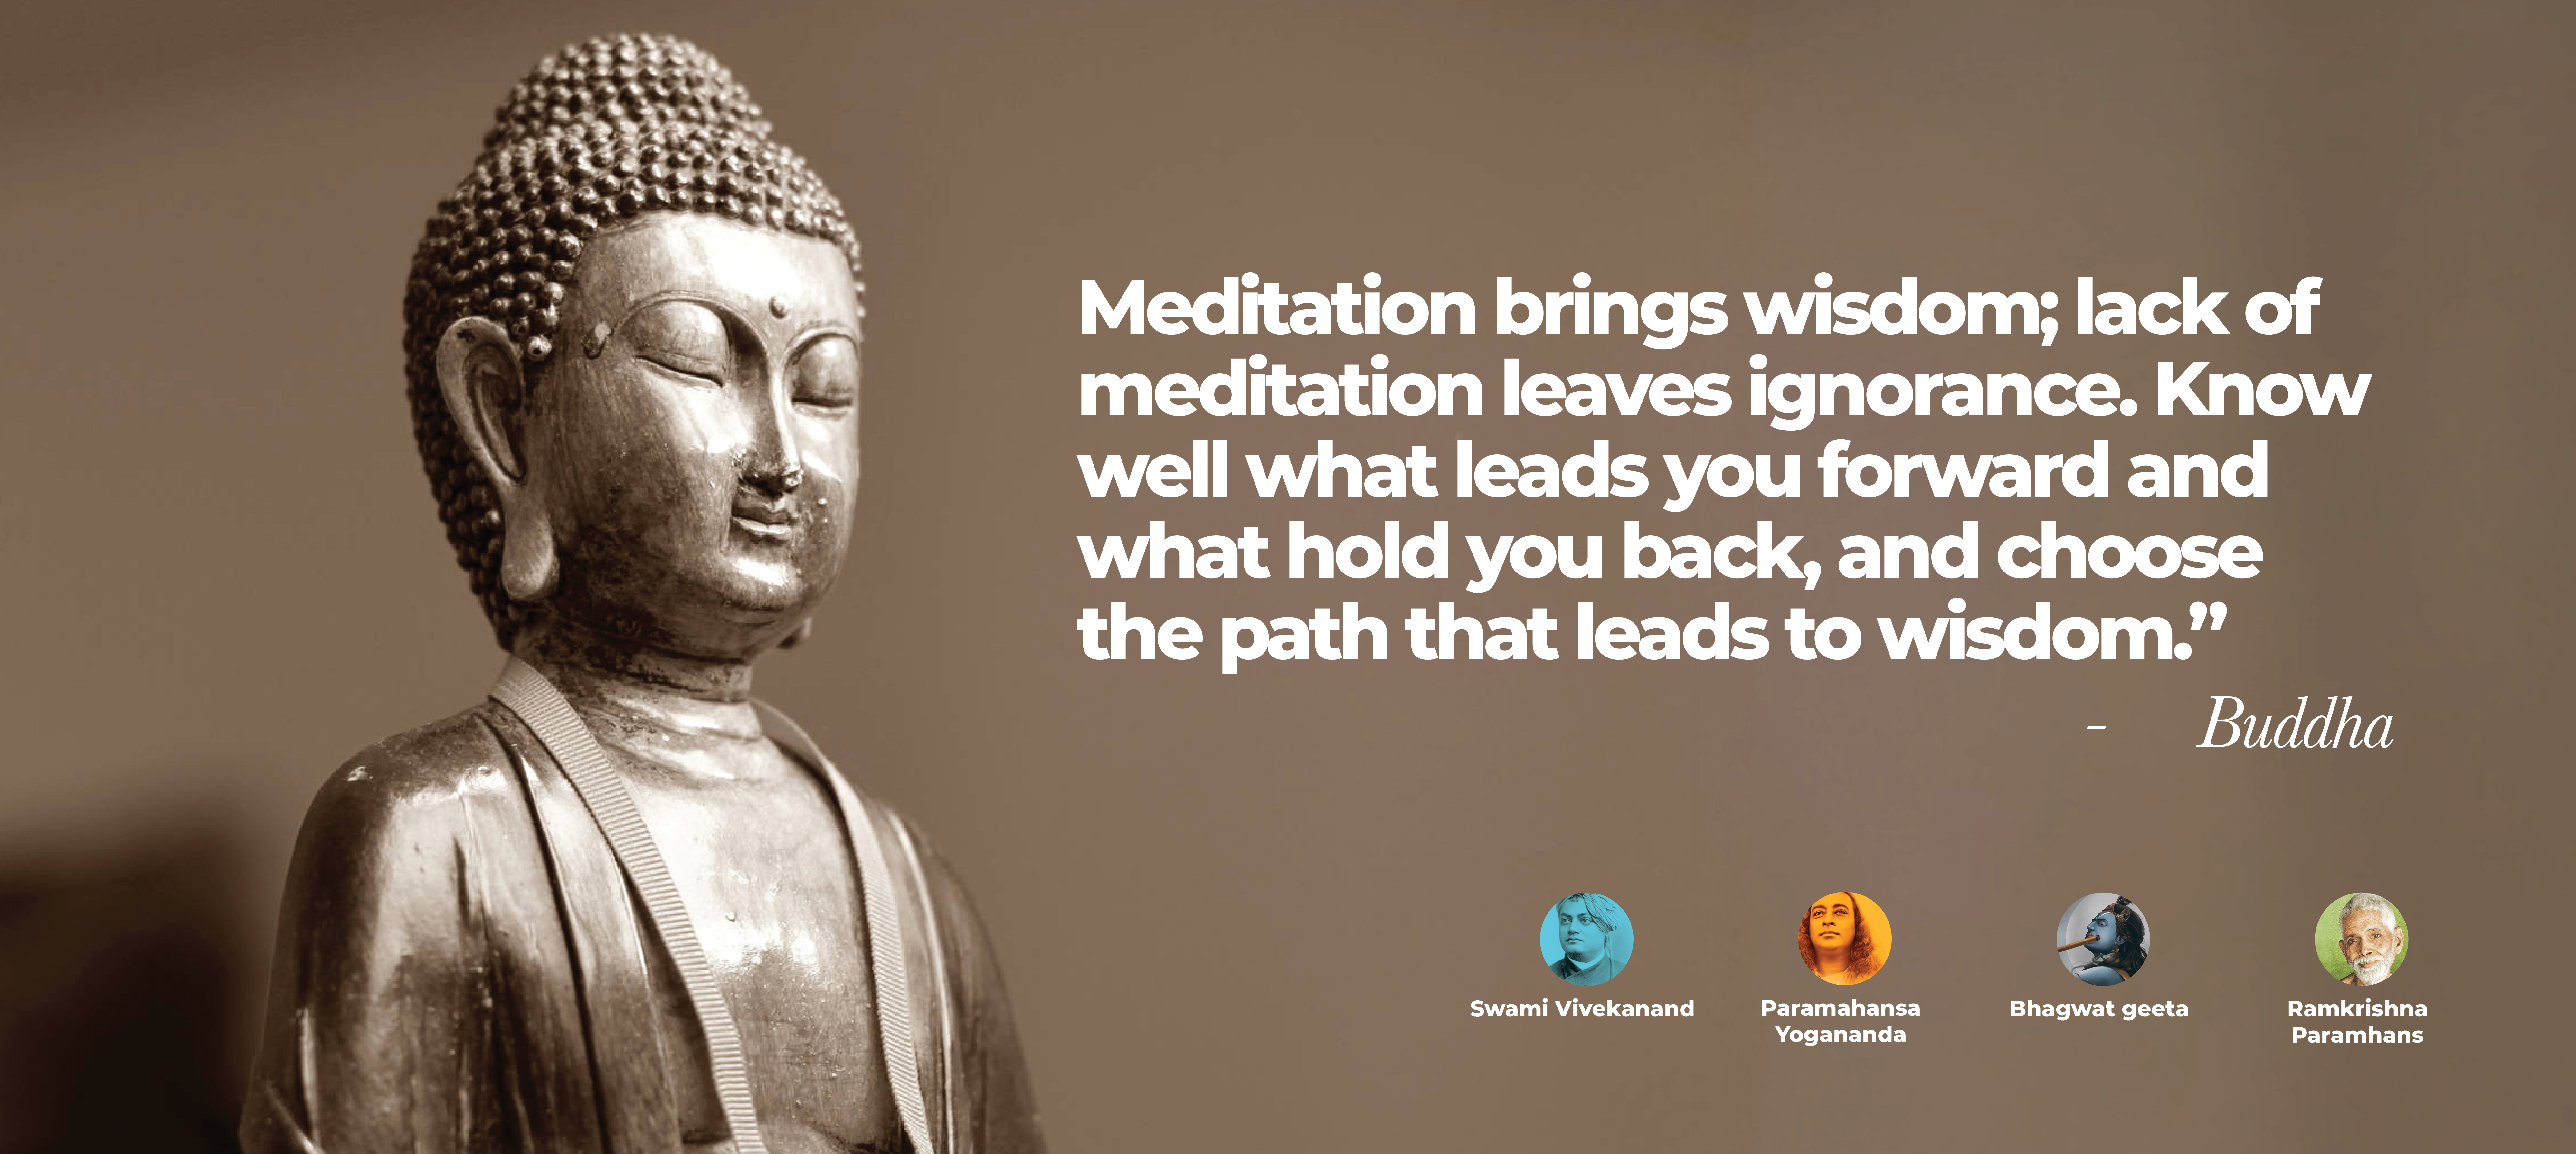 Meditation brings wisdom; lack of
meditation leaves ignorance. Know
well what leads you forward and
what hold you back, and choose
the path that leads to wisdom.”
- Buddha
Swami Vivekanand
Paramahansa
Yogananda
Bhagwat geeta
Ramkrishna
Paramhans